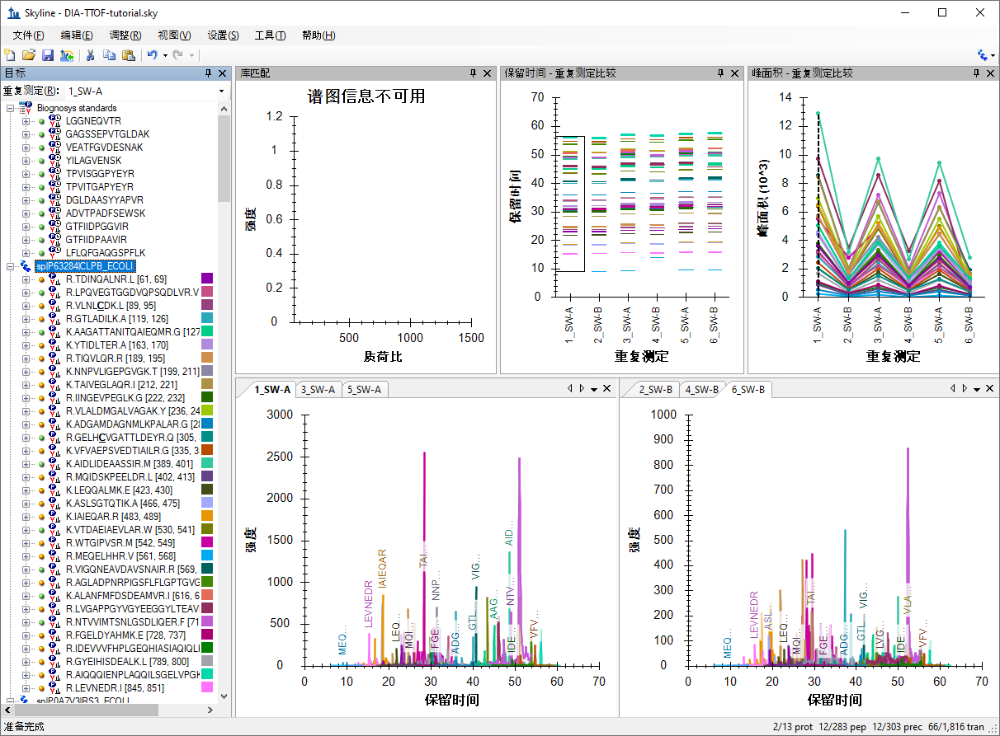 Skyline - DIA-TTOF-tutorial.sky
文件(F) 编辑(E) 调整(R) 视图(V) 设置(S) 工具(T) 帮助(H)
目标
重复测定(R): 1_SW-A
Biognosys standards
LGGNEQVTR
GAGSSEPVTGLDAK
VEATFGVDESNAK
YILAGVENSK
TPVISGGPYEYR
TPVITGAPYEYR
DGLDAASYYAPVR
ADVTPADFSEWSK
GTFIIDPGGVIR
GTFIIDPAAVIR
LFLQFGAQGSPFLK
sp|P63284|CLPB_ECOLI
R.TDINQALNR.L [61, 69]
R.LPQVEGTGGDVQPSQDLVR.V
R.VLNLCDK.L [89, 95]
R.GTLADILK.A [119, 126]
K.AAGATTANITQAIEQMR.G [127
K.YTIDLTER.A [163, 170]
R.TIQVLQR.R [189, 195]
K.NNPVLIGEPGVGK.T [199, 211]
K.TAIVEGLAQR.I [212, 221]
R.IINGEVPEGLK.G [222, 232]
R.VLALDMGALVAGAK.Y [236, 24
K.ADGAMDAGNMLKPALAR.G [28
R.GELHCVGATTLDEYR.Q [305,
K.VFVAEPSVEDTIAILR.G [335, 3
K.AIDLIDEAASSIR.M [389, 401]
R.MQIDSKPEELDR.L [402, 413]
K.LEQQALMK.E [423, 430]
K.ASLSGTQTIK.A [466, 475]
K.IAIEQAR.R [483, 489]
K.VTDAEIAEVLAR.W [530, 541]
R.WTGIPVSR.M [542, 549]
R.MEQELHHR.V [561, 568]
R.VIGQNEAVDAVSNAIR.R [569,
R.AGLADPNRPIGSFLFLGPTGVG
K.ALANFMFDSDEAMVR.I [616, 6
R.LVGAPPGYVGYEEGGYLTEAV
R.NTVVIMTSNLGSDLIQER.F [71
R.FGELDYAHMK.E [728, 737]
R.IDEVVVFHPLGEQHIASIAQIQLI
R.GYEIHISDEALK.L [789, 800]
R.AIQQQIENPLAQQILSGELVPGK
R.LEVNEDR.I [845, 851]
sp|P0A7V3|RS3_ECOLI
库匹配
谱图信息不可用
1.2
1
0.8
0.6
0.4
0.2
0
强度
500 1000 1500
质荷比
保留时间 - 重复测定比较
70
60
50
40
30
20
10
0
保留时间
1_SW-A 2_SW-B 3_SW-A 4_SW-B 5_SW-A 6_SW-B
重复测定
峰面积 - 重复测定比较
14
12
10
8
6
4
2
0
峰面积 (10^3)
1_SW-A 2_SW-B 3_SW-A 4_SW-B 5_SW-A 6_SW-B
重复测定
1_SW-A 3_SW-A 5_SW-A
3000
2500
2000
1500
1000
500
0
强度
MEQ... LEVNEDR IAIEQAR LEQ... MQI... TAI... FGE... NNP... ADG... GTL... VIG... AAG... AID... NTV... IDE... VFV...
0 10 20 30 40 50 60 70
保留时间
2_SW-B 4_SW-B 6_SW-B
1000
900
800
700
600
500
400
300
200
100
0
强度
MEQ... LEVNEDR ASL... LEQ... MQI... TAI... FGE... ADG... GTL... VIG... LVG... IDE... VLA... VFV...
0 10 20 30 40 50 60 70
保留时间
准备完成
2/13 prot 12/283 pep 12/303 prec 66/1,816 tran